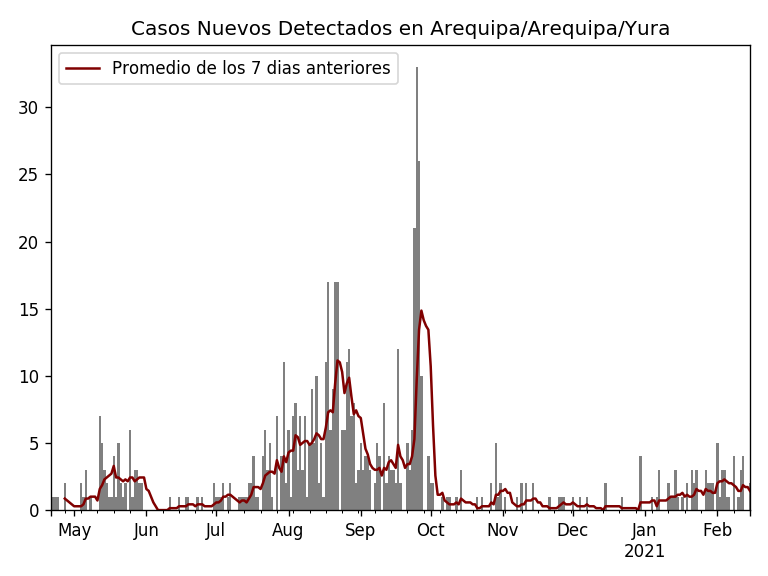 Casos Nuevos Detectados en Arequipa/Arequipa/Yura
Promedio de los 7 dias anteriores
30
25
20
15
10
5
0
May Jun Jul Aug Sep Oct Nov Dec Jan Feb
2021